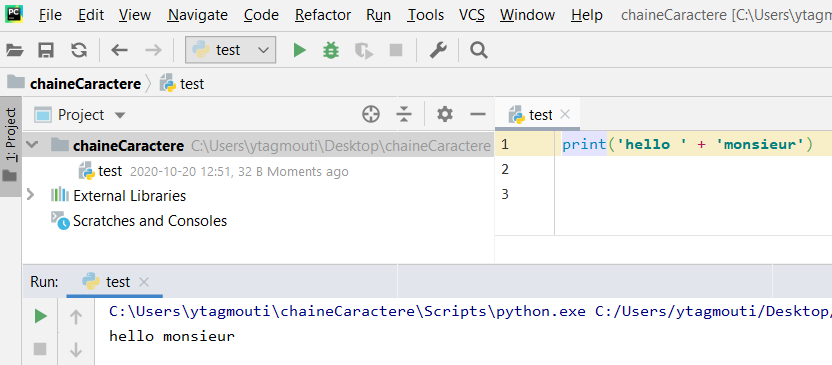 PC File Edit View Navigate Code Refactor Run Tools VCS Window Help chaineCaractere [C:\Users\ytagmou
test
chaineCaractere test
1: Project
Project
test
chaineCaractere C:\Users\ytagmouti\Desktop\chaineCaractere
test 2020-10-20 12:51, 32 B Moments ago
External Libraries
Scratches and Consoles
1 print('hello ' + 'monsieur')
2
3
Run: test
C:\Users\ytagmouti\chaineCaractere\Scripts\python.exe C:/Users/ytagmouti/Desktop/
hello monsieur